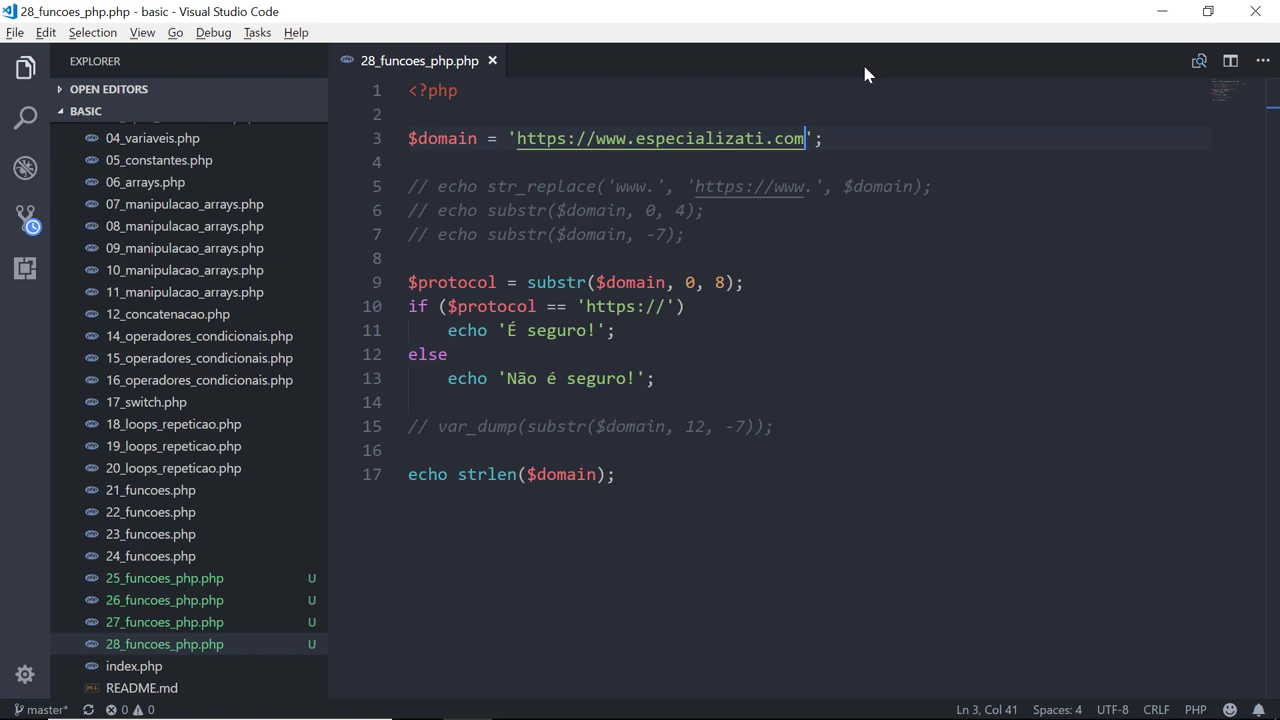 28_funcoes_php.php - basic - Visual Studio Code
File Edit Selection View Go Debug Tasks Help
EXPLORER
OPEN EDITORS
BASIC
04_variaveis.php
05_constantes.php
06_arrays.php
07_manipulacao_arrays.php
08_manipulacao_arrays.php
09_manipulacao_arrays.php
10_manipulacao_arrays.php
11_manipulacao_arrays.php
12_concatenacao.php
14_operadores_condicionais.php
15_operadores_condicionais.php
16_operadores_condicionais.php
17_switch.php
18_loops_repeticao.php
19_loops_repeticao.php
20_loops_repeticao.php
21_funcoes.php
22_funcoes.php
23_funcoes.php
24_funcoes.php
25_funcoes_php.php U
26_funcoes_php.php U
27_funcoes_php.php U
28_funcoes_php.php U
index.php
README.md
28_funcoes_php.php
1 <?php
2
3 $domain = 'https://www.especializati.com';
4
5 // echo str_replace('www.', 'https://www.', $domain);
6 // echo substr($domain, 0, 4);
7 // echo substr($domain, -7);
8
9 $protocol = substr($domain, 0, 8);
10 if ($protocol == 'https://')
11 echo 'É seguro!';
12 else
13 echo 'Não é seguro!';
14
15 // var_dump(substr($domain, 12, -7));
16
17 echo strlen($domain);
master* 0 0 Ln 3, Col 41 Spaces: 4 UTF-8 CRLF PHP